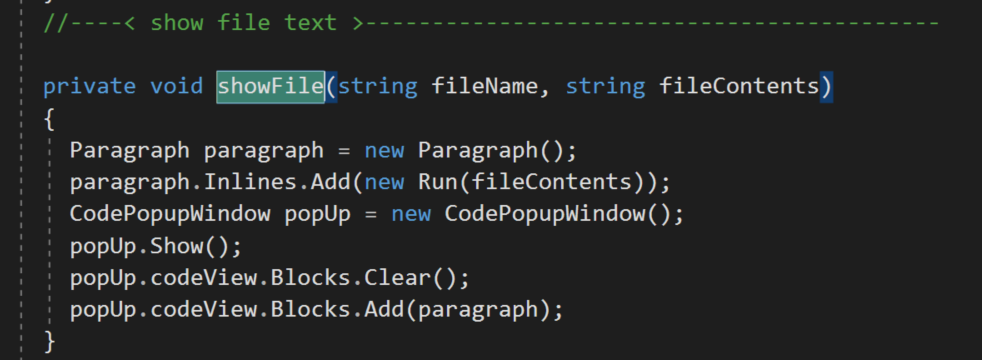 //----< show file text >-------------------------------------------
private void showFile(string fileName, string fileContents)
{
Paragraph paragraph = new Paragraph();
paragraph.Inlines.Add(new Run(fileContents));
CodePopupWindow popUp = new CodePopupWindow();
popUp.Show();
popUp.codeView.Blocks.Clear();
popUp.codeView.Blocks.Add(paragraph);
}